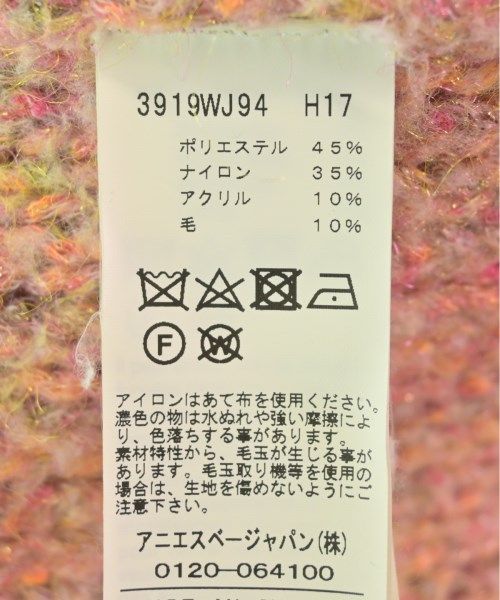 3919WJ94 H17
ポリエステル 45%
ナイロン 35%
アクリル 10%
毛 10%
F W
アイロンはあて布を使用ください。
濃色の物は水ぬれや強い摩擦によ
り、色落ちする事があります。
素材特性から、毛玉が生じる事が
あります。毛玉取り機等を使用の
場合は、生地を傷めないようにご
注意下さい。
アニエスベージャパン(株)
0120-064100